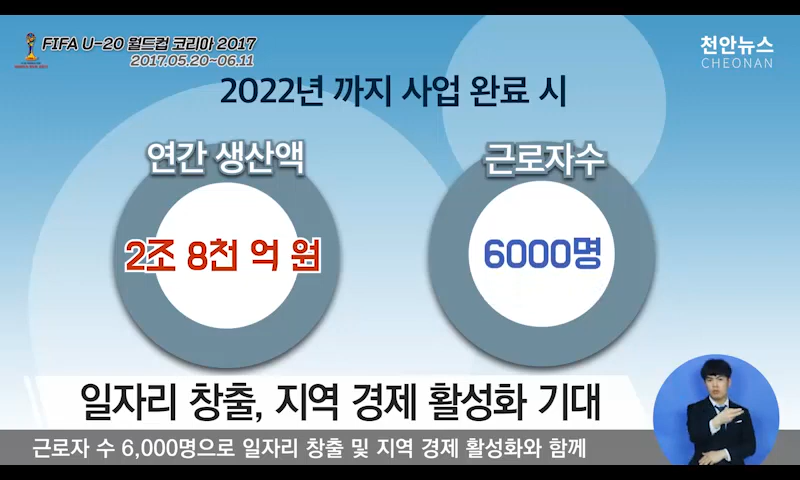 FIFA U-20 월드컵 코리아 2017
2017.05.20~06.11
천안뉴스
CHEONAN
2022년 까지 사업 완료 시
연간 생산액
근로자수
2조 8천 억 원
6000명
일자리 창출, 지역 경제 활성화 기대
근로자 수 6,000명으로 일자리 창출 및 지역 경제 활성화와 함께